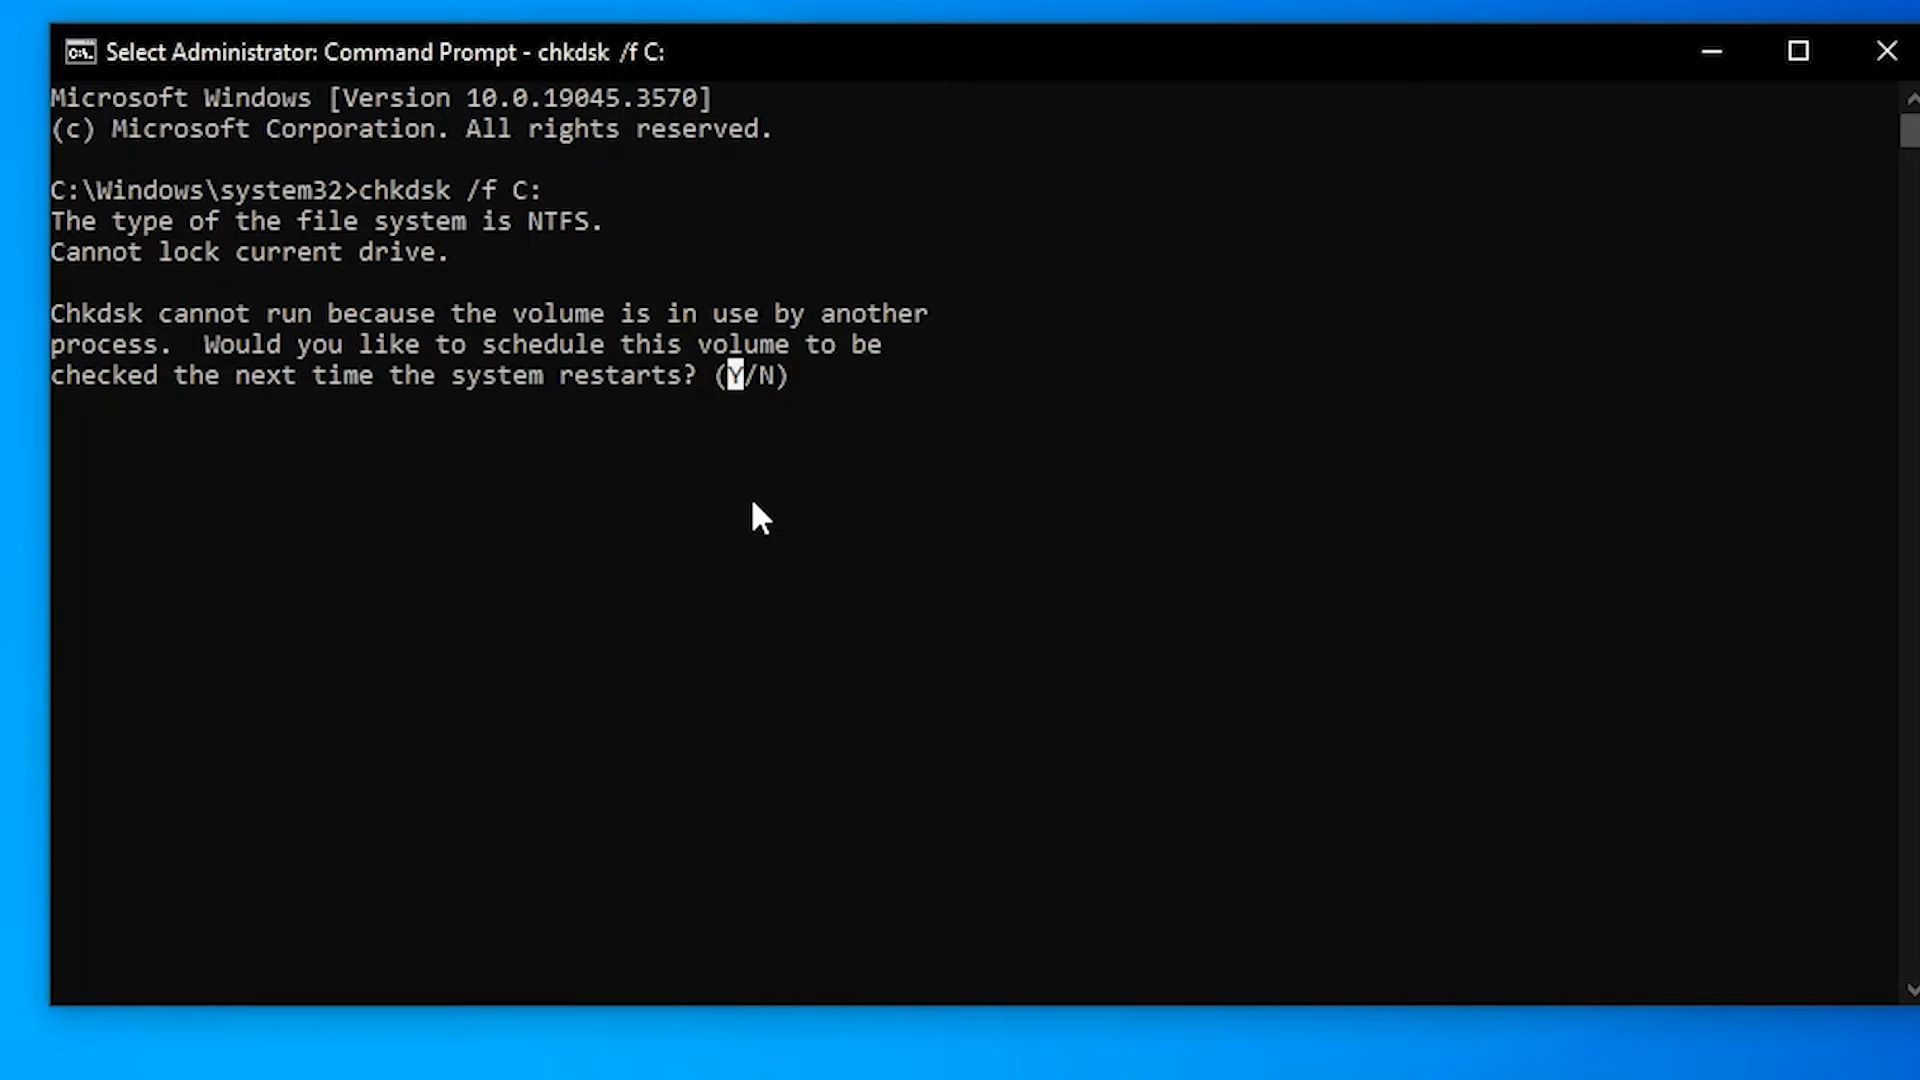 Select Administrator: Command Prompt - chkdsk  /f C:
Microsoft Windows [Version 10.0.19045.3570]
(c) Microsoft Corporation. All rights reserved.
C:\Windows\system32>chkdsk /f C:
The type of the file system is NTFS.
Cannot lock current drive.
Chkdsk cannot run because the volume is in use by another
process.  Would you like to schedule this volume to be
checked the next time the system restarts? (Y/N)